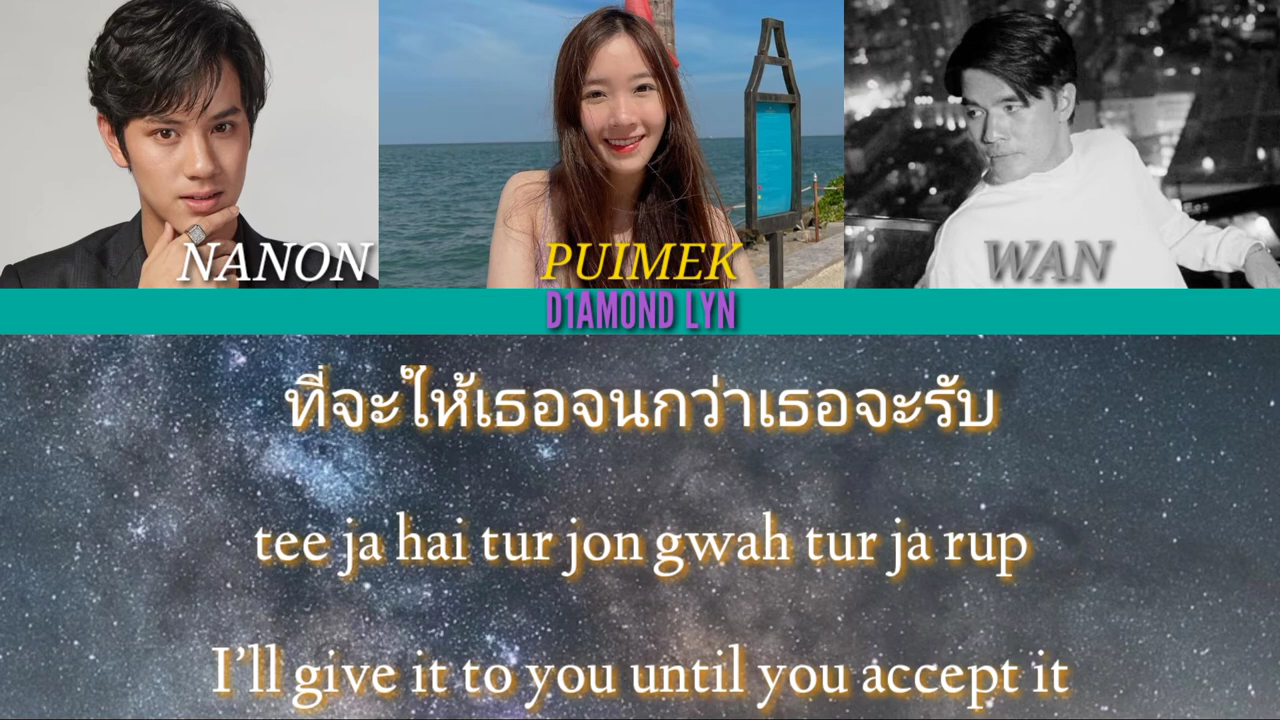 NANON
PUIMEK
WAN
D1AMOND LYN
ที่จะให้เธอจนกว่าเธอจะรับ
tee ja hai tur jon gwah tur ja rup
I'll give it to you until you accept it